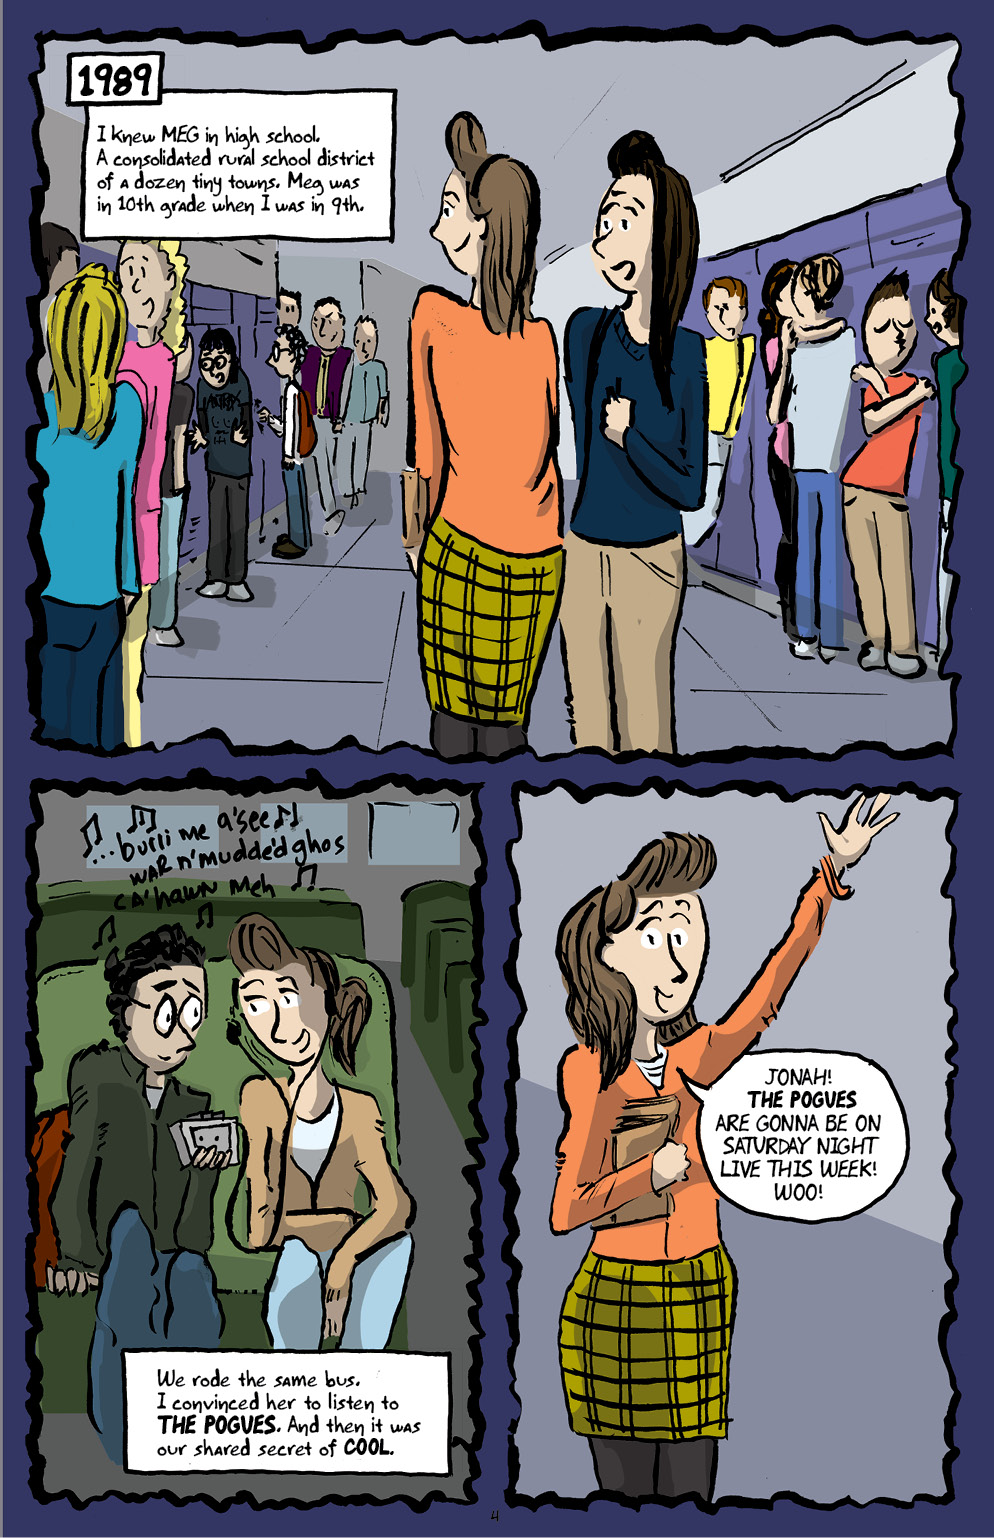 1989
I knew MEG in high school.
A consolidated rural school district
of a dozen tiny towns. Meg was
in 10th grade when I was in 9th.
...burri me a'see
WAR n'mudde'd ghos
CA'hawn Meh
We rode the same bus.
I convinced her to listen to
THE POGUES. And then it was
our shared secret of COOL.
JONAH!
THE POGUES
ARE GONNA BE ON
SATURDAY NIGHT
LIVE THIS WEEK!
WOO!
4